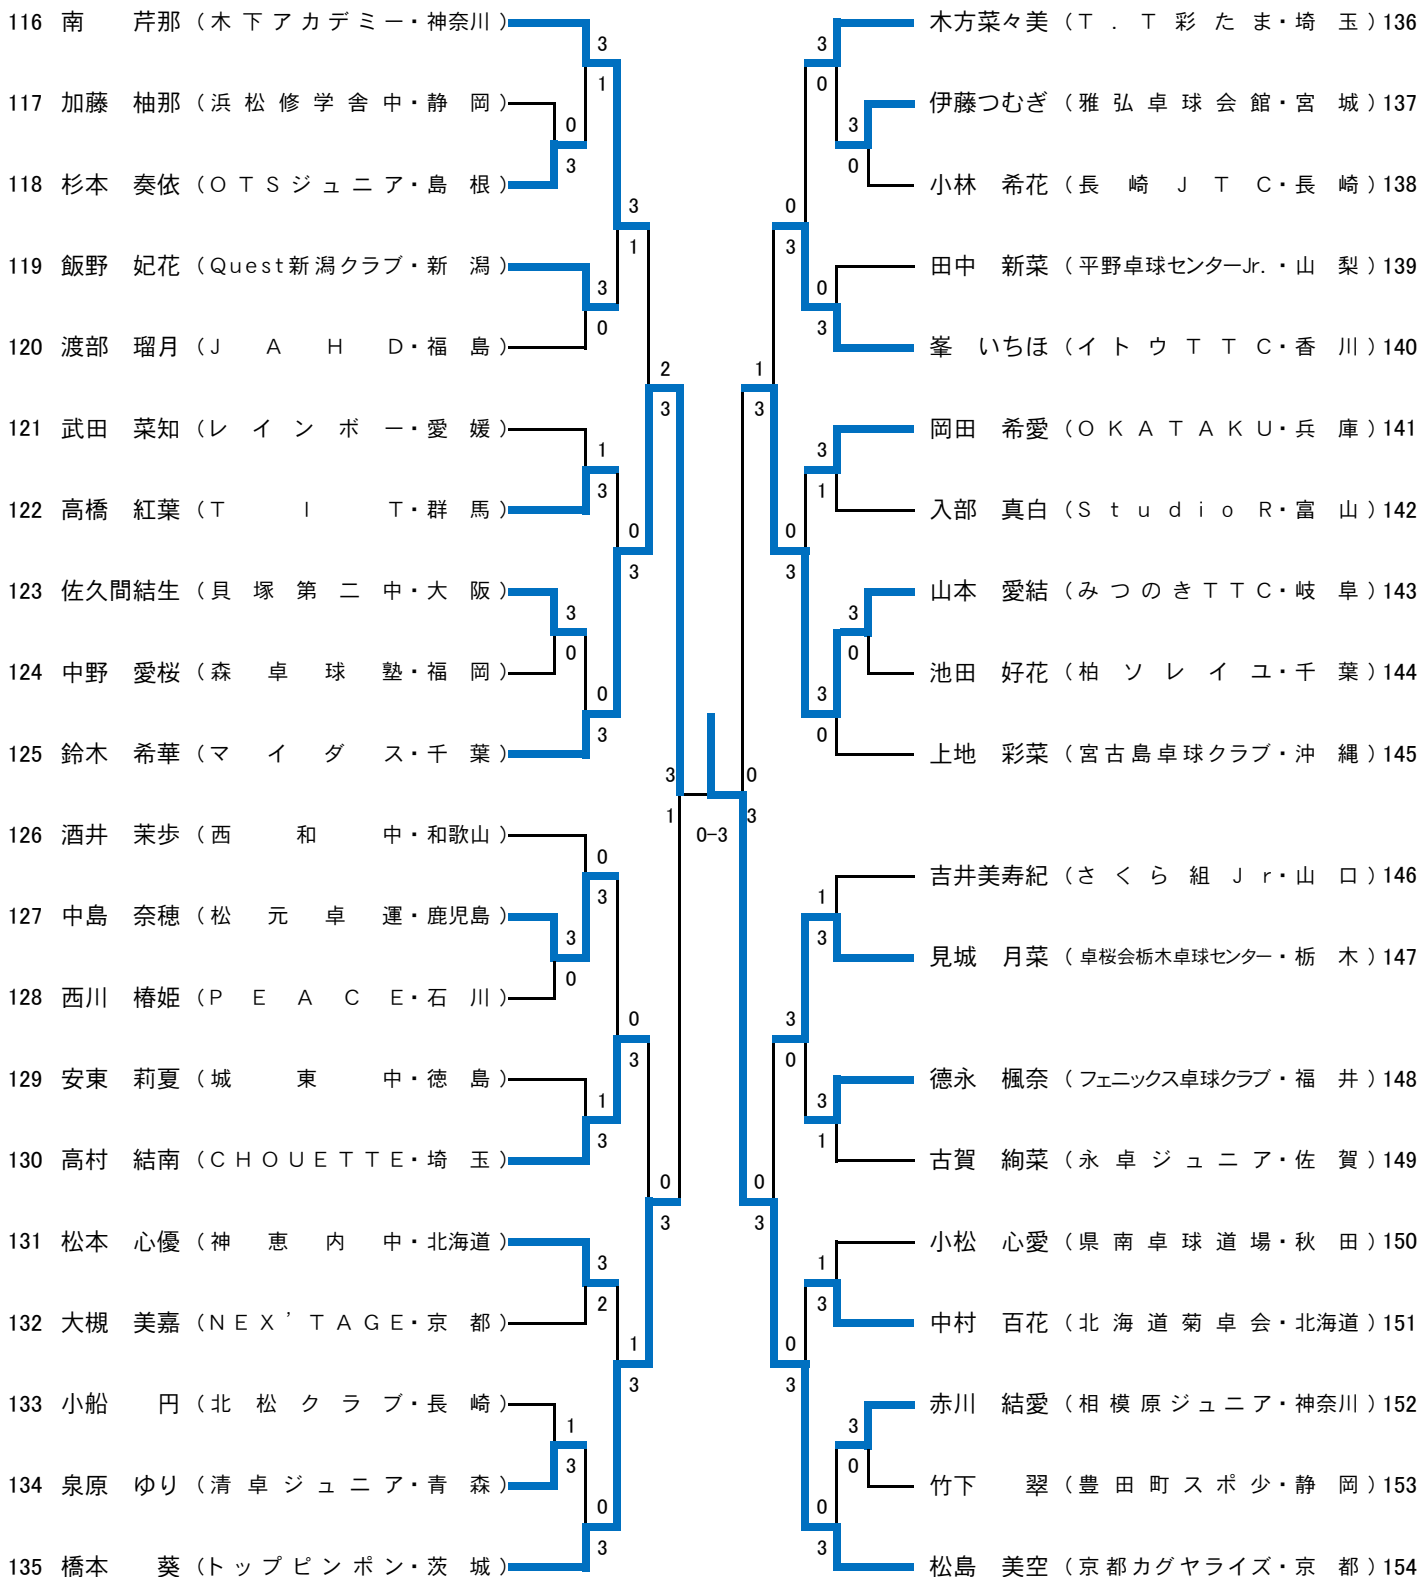 116 南 芹那 (木下アカデミー・神奈川)
3
1
117 加藤 柚那 (浜松修学舎中・静岡)
0
3
118 杉本 奏依 (OTSジュニア・島根)
3
1
119 飯野 妃花 (Quest新潟クラブ・新潟)
3
0
120 渡部 瑠月 (JAHD・福島)
2
3
121 武田 菜知 (レインボー・愛媛)
1
3
122 高橋 紅葉 (TIT・群馬)
0
3
123 佐久間結生 (貝塚第二中・大阪)
3
0
124 中野 愛桜 (森卓球塾・福岡)
0
3
125 鈴木 希華 (マイダス・千葉)
3
1
126 酒井 茉歩 (西和中・和歌山)
0
3
127 中島 奈穂 (松元卓運・鹿児島)
3
0
128 西川 椿姫 (PEACE・石川)
0
3
129 安東 莉夏 (城東中・徳島)
1
3
130 高村 結南 (CHOUETTE・埼玉)
0
3
131 松本 心優 (神恵内中・北海道)
3
2
132 大槻 美嘉 (NEX'TAGE・京都)
1
3
133 小船 円 (北松クラブ・長崎)
1
3
134 泉原 ゆり (清卓ジュニア・青森)
0
3
135 橋本 葵 (トップピンポン・茨城)
0-3
木方菜々美 (T.T彩たま・埼玉) 136
3
0
伊藤つむぎ (雅弘卓球会館・宮城) 137
3
0
小林 希花 (長崎JTC・長崎) 138
0
3
田中 新菜 (平野卓球センターJr.・山梨) 139
0
3
峯 いちほ (イトウTTC・香川) 140
1
3
岡田 希愛 (OKATAKU・兵庫) 141
3
1
入部 真白 (Studio R・富山) 142
0
3
山本 愛結 (みつのきTTC・岐阜) 143
3
0
池田 好花 (柏ソレイユ・千葉) 144
3
0
上地 彩菜 (宮古島卓球クラブ・沖縄) 145
0
3
吉井美寿紀 (さくら組Jr・山口) 146
1
3
見城 月菜 (卓桜会栃木卓球センター・栃木) 147
3
0
德永 楓奈 (フェニックス卓球クラブ・福井) 148
3
1
古賀 絢菜 (永卓ジュニア・佐賀) 149
0
3
小松 心愛 (県南卓球道場・秋田) 150
1
3
中村 百花 (北海道菊卓会・北海道) 151
0
3
赤川 結愛 (相模原ジュニア・神奈川) 152
3
0
竹下 翠 (豊田町スポ少・静岡) 153
0
3
松島 美空 (京都カグヤライズ・京都) 154